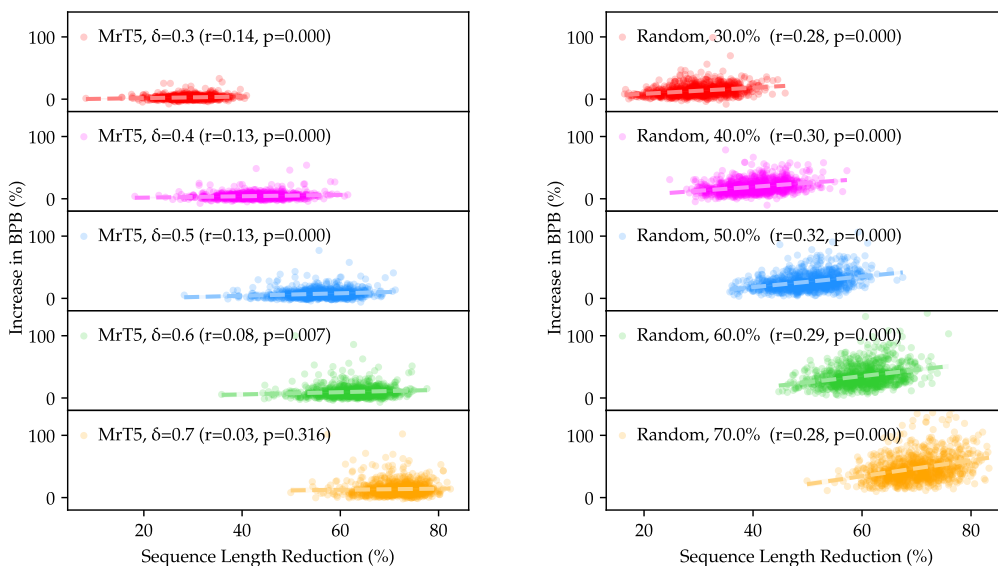 Increase in BPB (%)
100
0
MrT5, δ=0.3 (r=0.14, p=0.000)
100
0
MrT5, δ=0.4 (r=0.13, p=0.000)
100
0
MrT5, δ=0.5 (r=0.13, p=0.000)
100
0
MrT5, δ=0.6 (r=0.08, p=0.007)
100
0
MrT5, δ=0.7 (r=0.03, p=0.316)
20 40 60 80
Sequence Length Reduction (%)
Increase in BPB (%)
100
0
Random, 30.0% (r=0.28, p=0.000)
100
0
Random, 40.0% (r=0.30, p=0.000)
100
0
Random, 50.0% (r=0.32, p=0.000)
100
0
Random, 60.0% (r=0.29, p=0.000)
100
0
Random, 70.0% (r=0.28, p=0.000)
20 40 60 80
Sequence Length Reduction (%)